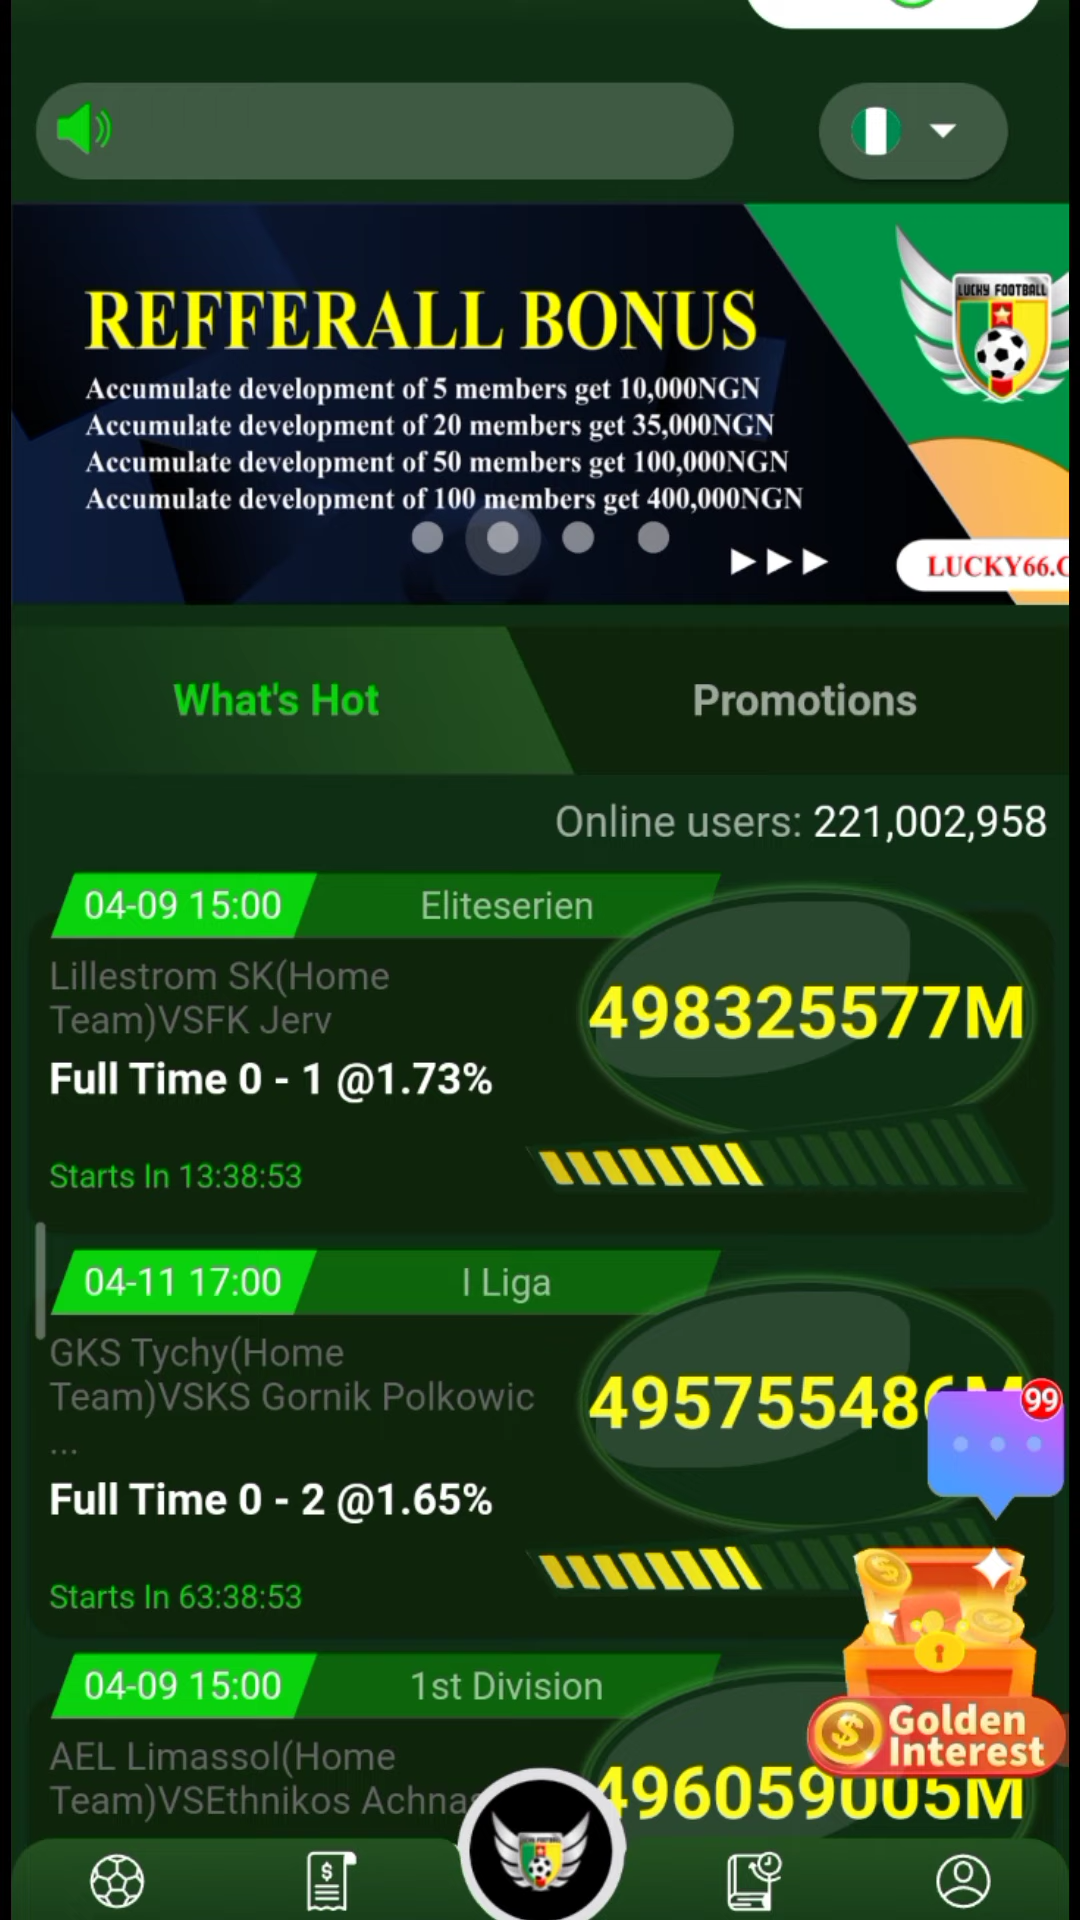 REFFERALL BONUS
Accumulate development of 5 members get 10,000NGN
Accumulate development of 20 members get 35,000NGN
Accumulate development of 50 members get 100,000NGN
Accumulate development of 100 members get 400,000NGN
LUCKY FOOTBALL
LUCKY66.C
What's Hot
Promotions
Online users: 221,002,958
04-09 15:00
Eliteserien
Lillestrom SK(Home
Team)VSFK Jerv
498325577M
Full Time 0 - 1 @1.73%
Starts In 13:38:53
04-11 17:00
I Liga
GKS Tychy(Home
Team)VSKS Gornik Polkowic
...
495755486M
99
Full Time 0 - 2 @1.65%
Starts In 63:38:53
04-09 15:00
1st Division
Golden
Interest
AEL Limassol(Home
Team)VSEthnikos Achnas
496059005M